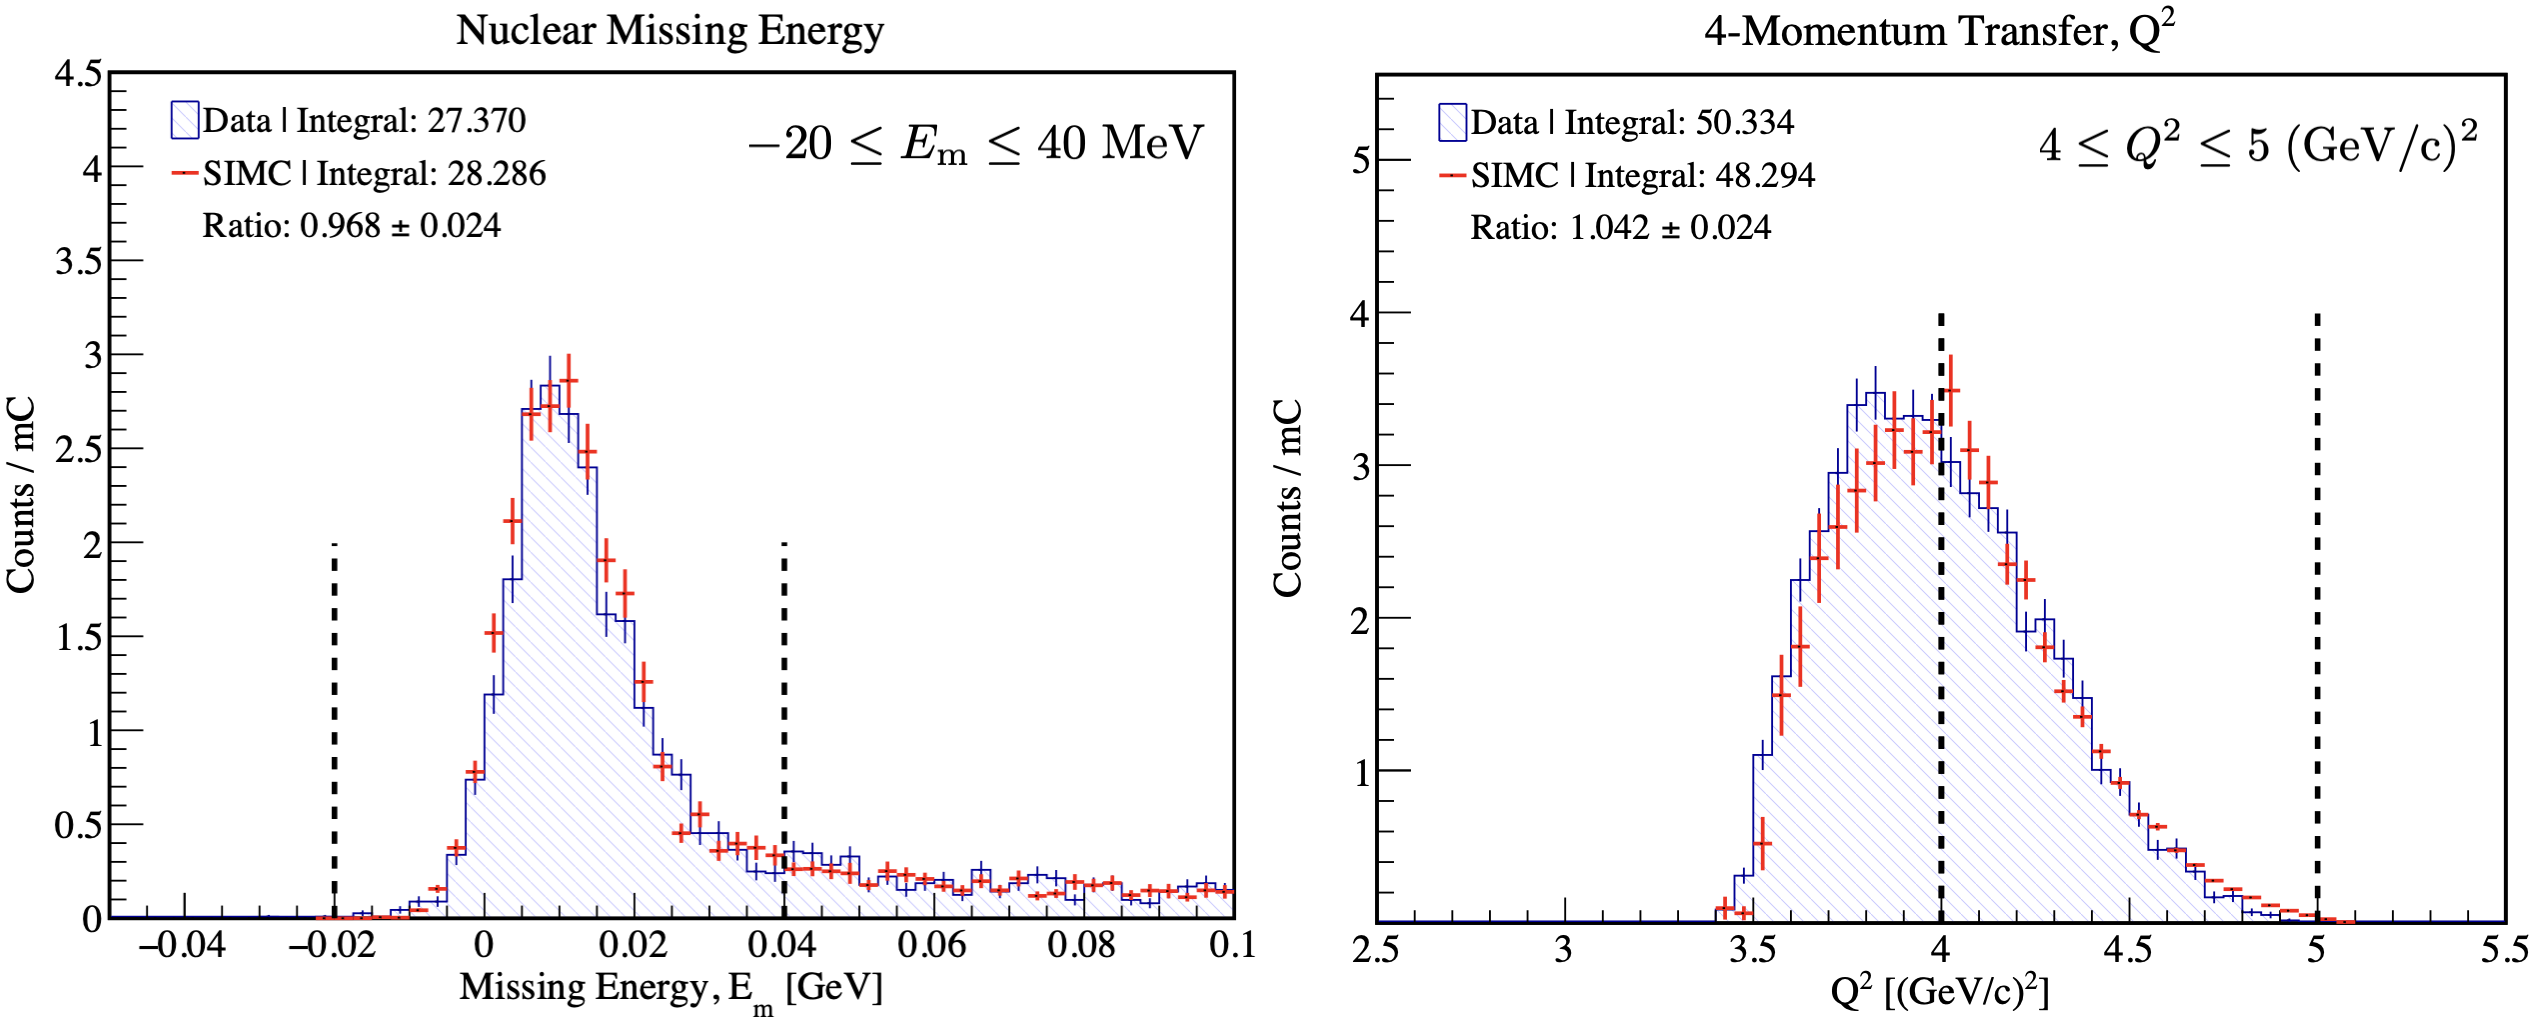 Nuclear Missing Energy
Data | Integral: 27.370
SIMC | Integral: 28.286
Ratio: 0.968 ± 0.024
−20 ≤ Eₘ ≤ 40 MeV
4.5
4
3.5
3
2.5
2
1.5
1
0.5
0
Counts / mC
−0.04 −0.02 0 0.02 0.04 0.06 0.08 0.1
Missing Energy, Eₘ [GeV]
4-Momentum Transfer, Q²
Data | Integral: 50.334
SIMC | Integral: 48.294
Ratio: 1.042 ± 0.024
4 ≤ Q² ≤ 5 (GeV/c)²
5
4
3
2
1
Counts / mC
2.5 3 3.5 4 4.5 5 5.5
Q² [(GeV/c)²]